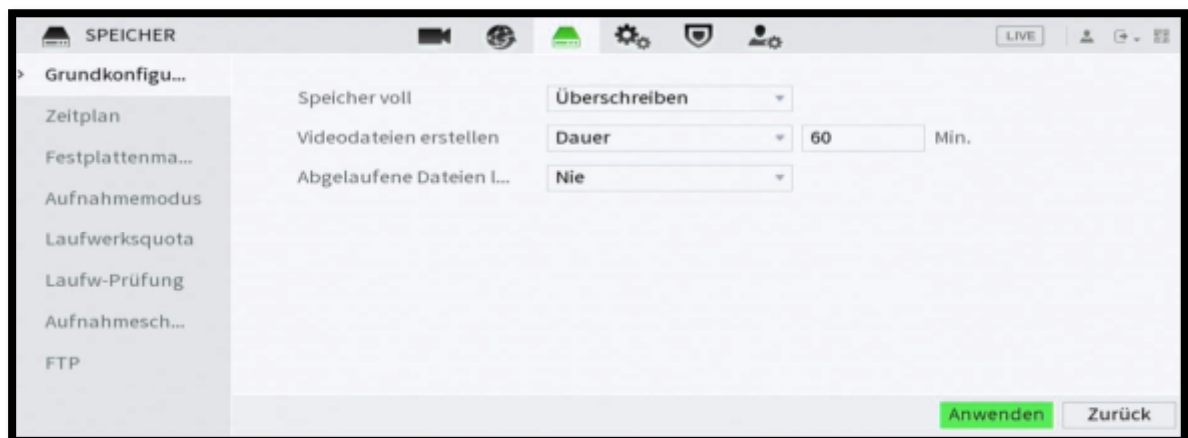 SPEICHER
LIVE
Grundkonfigu...
Zeitplan
Festplattenma...
Aufnahmemodus
Laufwerksquota
Laufw-Prüfung
Aufnahmesch...
FTP
Speicher voll Überschreiben
Videodateien erstellen Dauer 60 Min.
Abgelaufene Dateien l... Nie
Anwenden Zurück